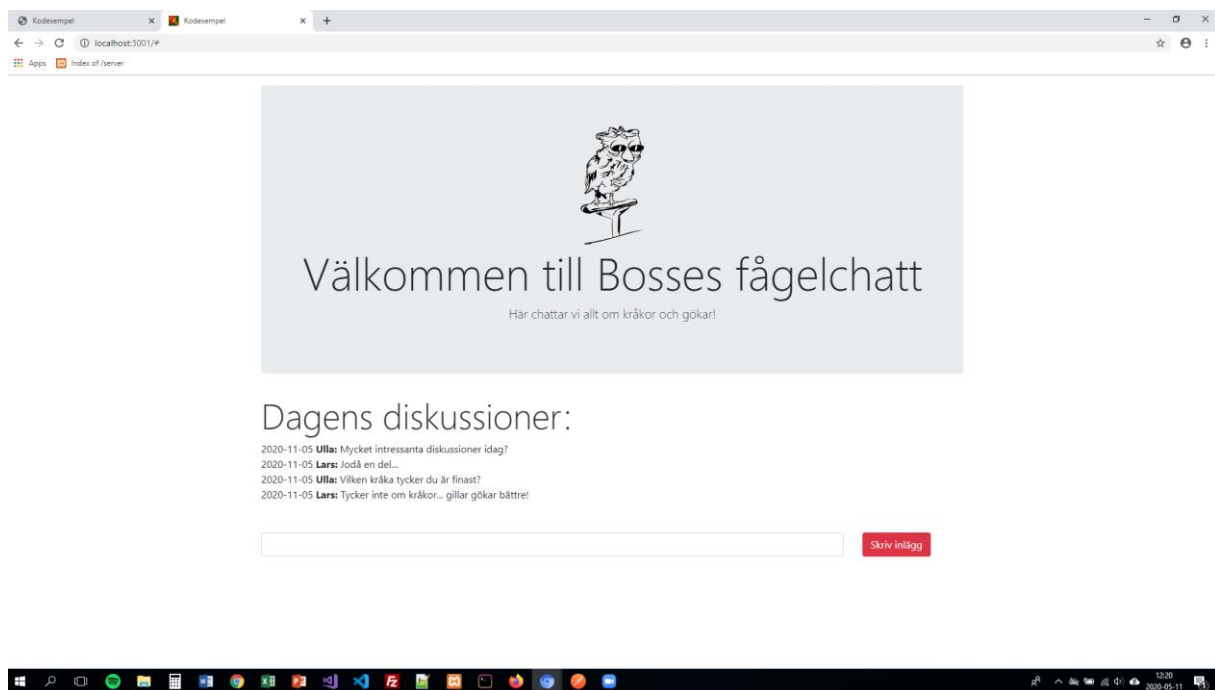 Kodexempel
Kodexempel
localhost:3001/#
Apps
Index of /server
Välkommen till Bosses fågelchatt
Här chattar vi allt om kråkor och gökar!
Dagens diskussioner:
2020-11-05 Ulla: Mycket intressanta diskussioner idag?
2020-11-05 Lars: Jodå en del...
2020-11-05 Ulla: Vilken kråka tycker du är finast?
2020-11-05 Lars: Tycker inte om kråkor... gillar gökar bättre!
Skriv inlägg
12:20
2020-05-11